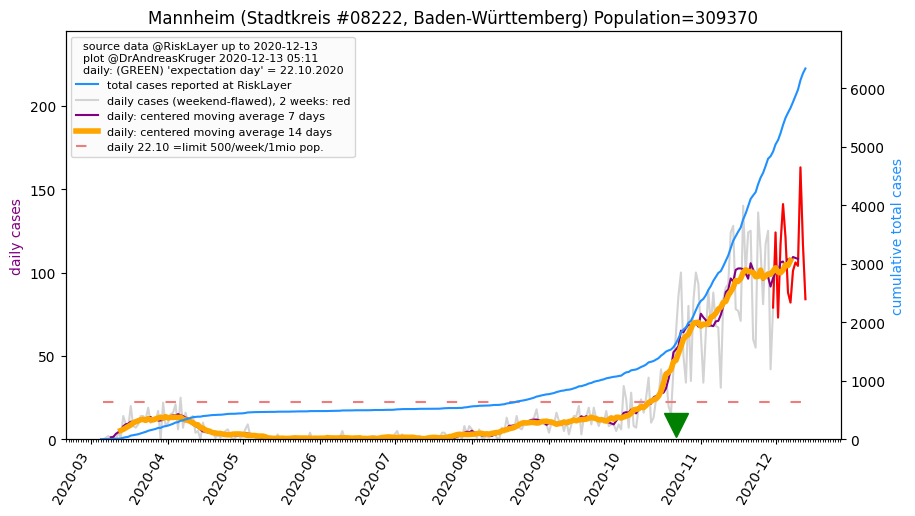 Mannheim (Stadtkreis #08222, Baden-Württemberg) Population=309370
source data @RiskLayer up to 2020-12-13
plot @DrAndreasKruger 2020-12-13 05:11
daily: (GREEN) 'expectation day' = 22.10.2020
total cases reported at RiskLayer
daily cases (weekend-flawed), 2 weeks: red
daily: centered moving average 7 days
daily: centered moving average 14 days
daily 22.10 =limit 500/week/1mio pop.
daily cases
200
150
100
50
0
cumulative total cases
6000
5000
4000
3000
2000
1000
0
2020-03
2020-04
2020-05
2020-06
2020-07
2020-08
2020-09
2020-10
2020-11
2020-12